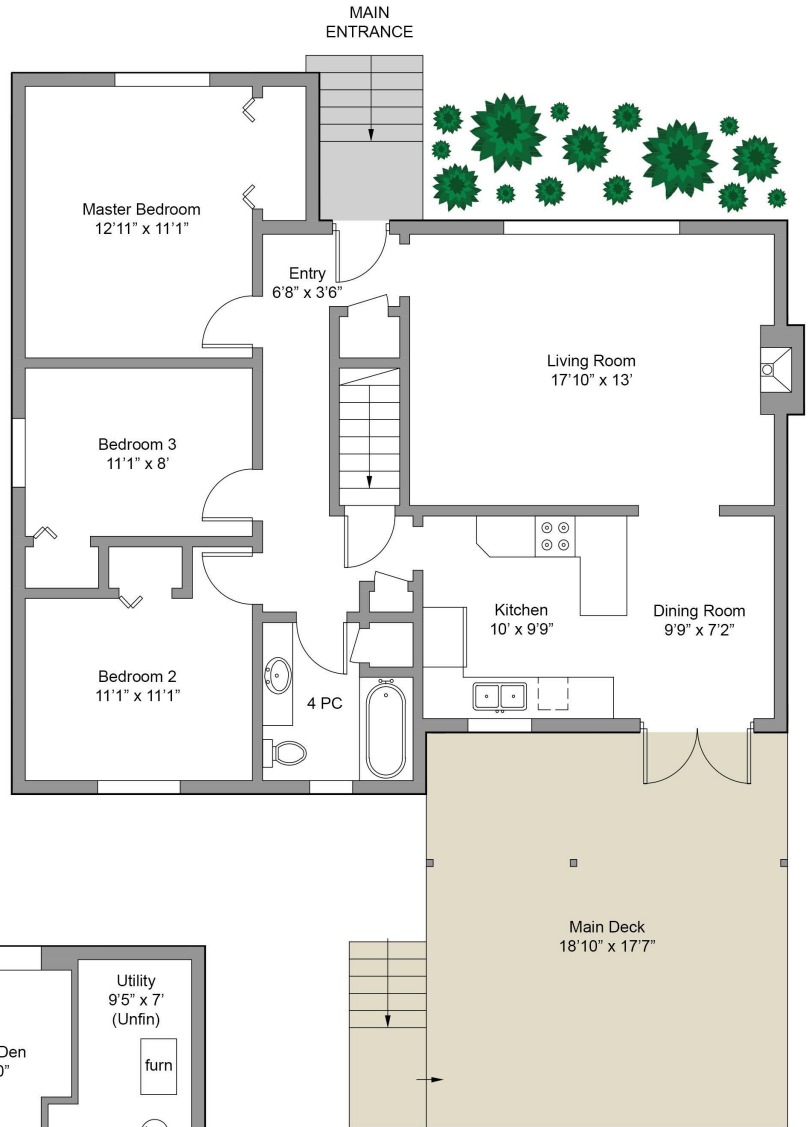 MAIN
ENTRANCE
Master Bedroom
12’11” x 11’1”
Entry
6’8” x 3’6”
Living Room
17’10” x 13’
Bedroom 3
11’1” x 8’
Kitchen
10’ x 9’9”
Dining Room
9’9” x 7’2”
Bedroom 2
11’1” x 11’1”
4 PC
Main Deck
18’10” x 17’7”
Utility
9’5” x 7’
(Unfin)
Den
0”
furn